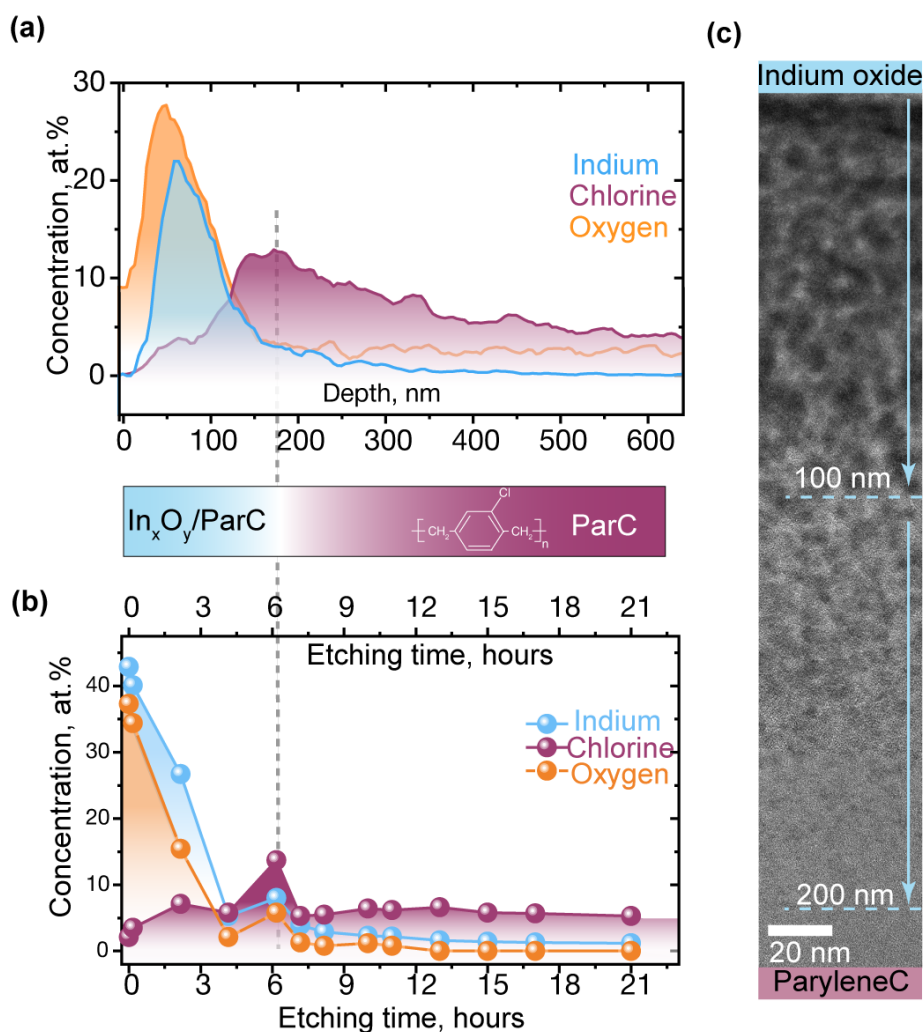 (a)
(c)
Indium oxide
30
20
10
0
Concentration, at.%
Indium
Chlorine
Oxygen
Depth, nm
0 100 200 300 400 500 600
100 nm
InxOy/ParC
Cl
CH2
CH2
n
ParC
(b)
0 3 6 9 12 15 18 21
Etching time, hours
40
30
20
10
0
Concentration, at.%
Indium
Chlorine
Oxygen
0 3 6 9 12 15 18 21
Etching time, hours
200 nm
20 nm
ParyleneC